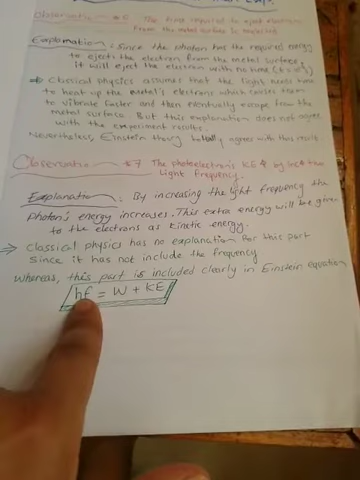 Observation #6 The time required to eject electrons
from the metal surface is neglected
Explanation: Since the photon has the required energy
to eject the electron from the metal surface
it will eject the electron with no time
⇒ Classical physics assumes that the light needs time
to heat up the metal's electrons which causes them
to vibrate faster and then eventually escape from the
metal surface. But this explanation does not agree
with the experiment results.
Nevertheless, Einstein theory totally agree with this result.
Observation #7 The photoelectron's KE ↑ by
Light frequency.
Explanation: By increasing the light frequency the
photon's energy increases. This extra energy will be given
to the electrons as kinetic energy.
⇒ Classical physics has no explanation for this part
since it has not include the frequency
Whereas, this part is included clearly in Einstein equation
hf = W + KE